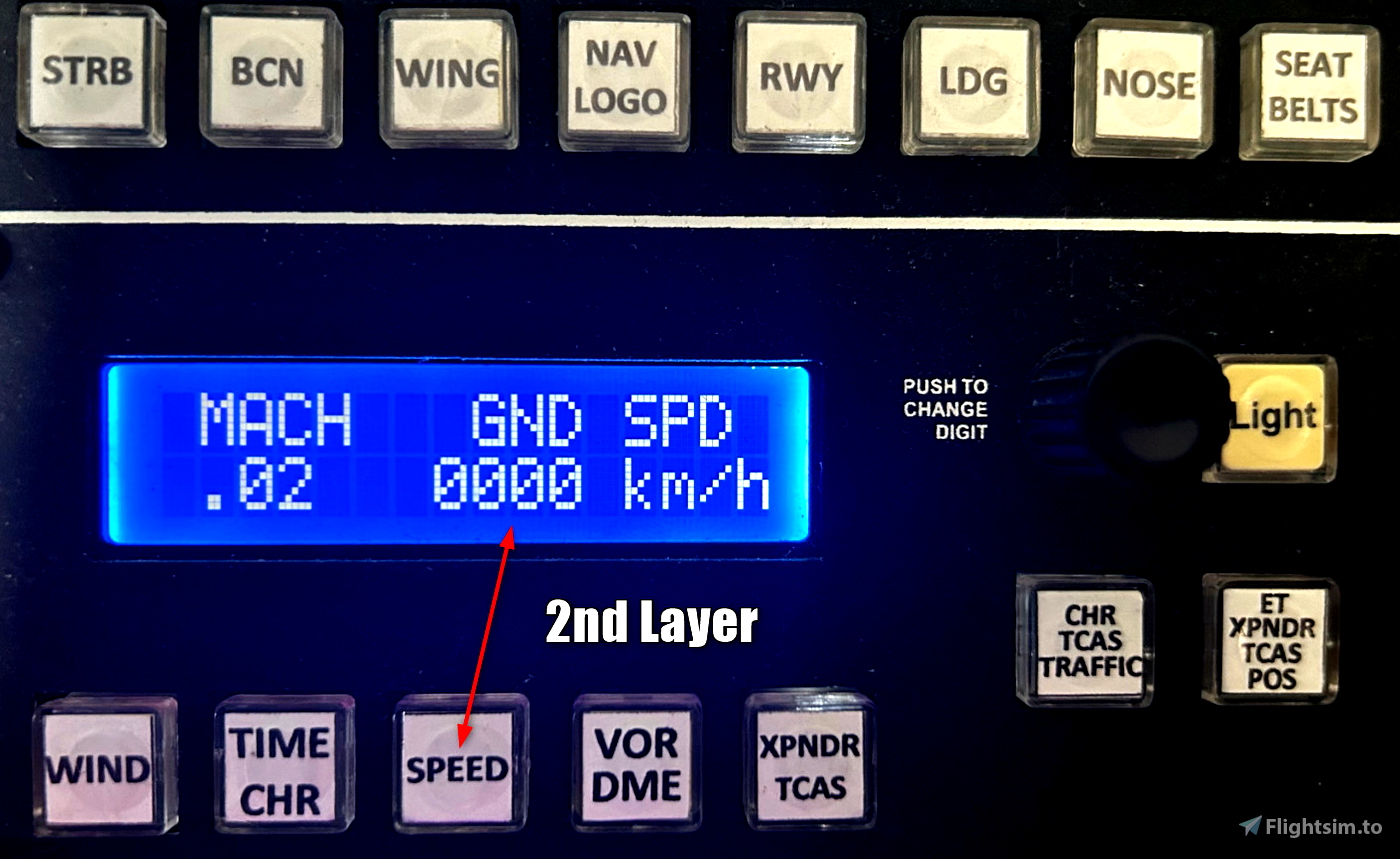 STRB
BCN
WING
NAV
LOGO
RWY
LDG
NOSE
SEAT
BELTS
MACH GND SPD
.02 0000 km/h
PUSH TO
CHANGE
DIGIT
Light
2nd Layer
CHR
TCAS
TRAFFIC
ET
XPNDR
TCAS
POS
WIND
TIME
CHR
SPEED
VOR
DME
XPNDR
TCAS
Flightsim.to